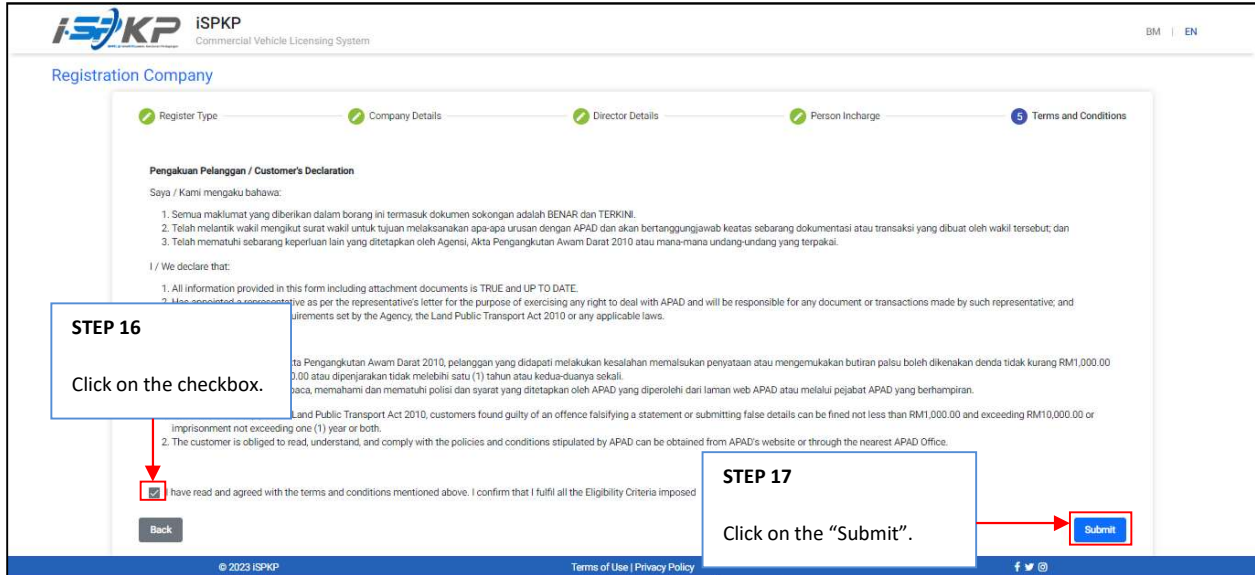 i-SPKP
iSPKP
Commercial Vehicle Licensing System
BM | EN
Registration Company
Register Type
Company Details
Director Details
Person Incharge
5 Terms and Conditions
Pengakuan Pelanggan / Customer's Declaration
Saya / Kami mengaku bahawa:
1. Semua maklumat yang diberikan dalam borang ini termasuk dokumen sokongan adalah BENAR dan TERKINI.
2. Telah melantik wakil mengikut surat wakil untuk tujuan melaksanakan apa-apa urusan dengan APAD dan akan bertanggungjawab keatas sebarang dokumentasi atau transaksi yang dibuat oleh wakil tersebut; dan
3. Telah mematuhi sebarang keperluan lain yang ditetapkan oleh Agensi, Akta Pengangkutan Awam Darat 2010 atau mana-mana undang-undang yang terpakai.
I / We declare that:
1. All information provided in this form including attachment documents is TRUE and UP TO DATE.
2. Has appointed a representative as per the representative's letter for the purpose of exercising any right to deal with APAD and will be responsible for any document or transactions made by such representative; and
uirements set by the Agency, the Land Public Transport Act 2010 or any applicable laws.
STEP 16
Click on the checkbox.
kta Pengangkutan Awam Darat 2010, pelanggan yang didapati melakukan kesalahan memalsukan penyataan atau mengemukakan butiran palsu boleh dikenakan denda tidak kurang RM1,000.00
0.00 atau dipenjarakan tidak melebihi satu (1) tahun atau kedua-duanya sekali.
baca, memahami dan mematuhi polisi dan syarat yang ditetapkan oleh APAD yang diperolehi dari laman web APAD atau melalui pejabat APAD yang berhampiran.
Land Public Transport Act 2010, customers found guilty of an offence falsifying a statement or submitting false details can be fined not less than RM1,000.00 and exceeding RM10,000.00 or
imprisonment not exceeding one (1) year or both.
2. The customer is obliged to read, understand, and comply with the policies and conditions stipulated by APAD can be obtained from APAD's website or through the nearest APAD Office.
I have read and agreed with the terms and conditions mentioned above. I confirm that I fulfil all the Eligibility Criteria imposed
STEP 17
Click on the “Submit”.
Back
Submit
© 2023 iSPKP
Terms of Use | Privacy Policy